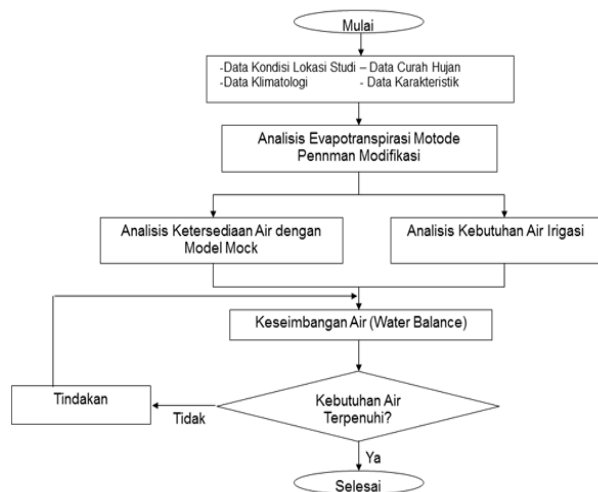 Mulai
-Data Kondisi Lokasi Studi – Data Curah Hujan
-Data Klimatologi - Data Karakteristik
Analisis Evapotranspirasi Motode
Pennman Modifikasi
Analisis Ketersediaan Air dengan
Model Mock
Analisis Kebutuhan Air Irigasi
Keseimbangan Air (Water Balance)
Kebutuhan Air
Terpenuhi?
Tindakan
Tidak
Ya
Selesai